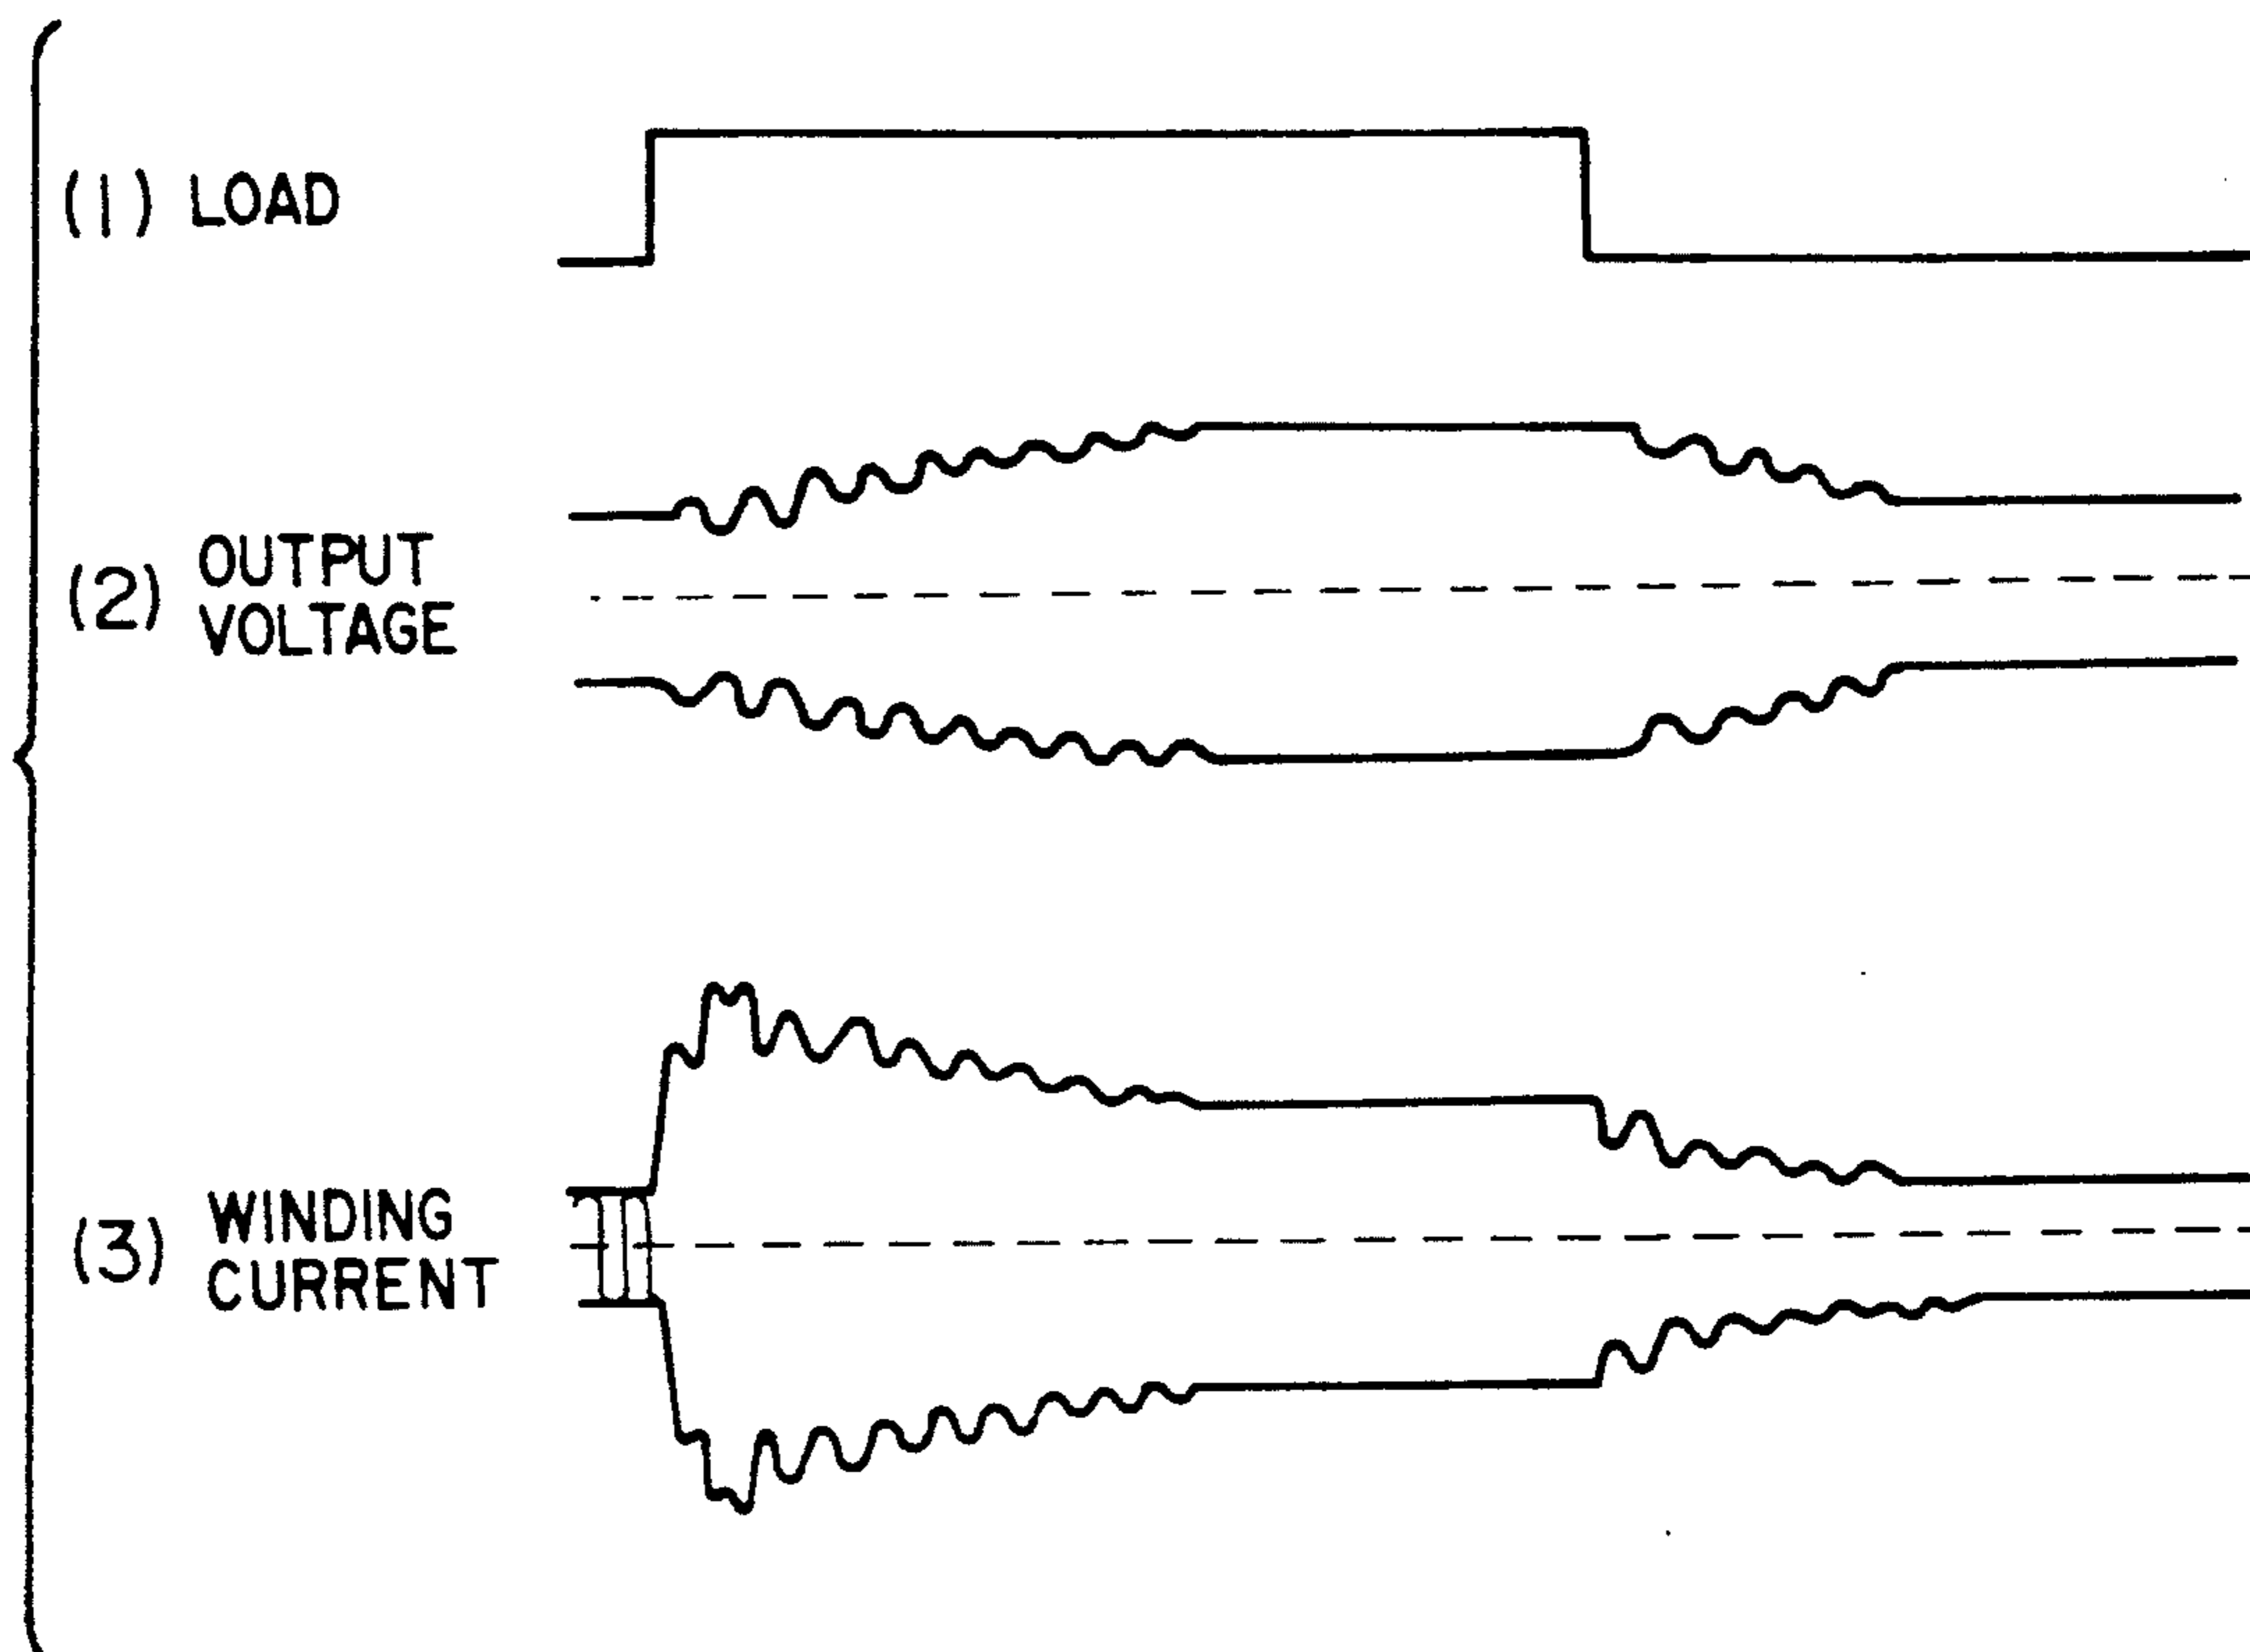 (1) LOAD
(2) OUTPUT
VOLTAGE
(3) WINDING
CURRENT